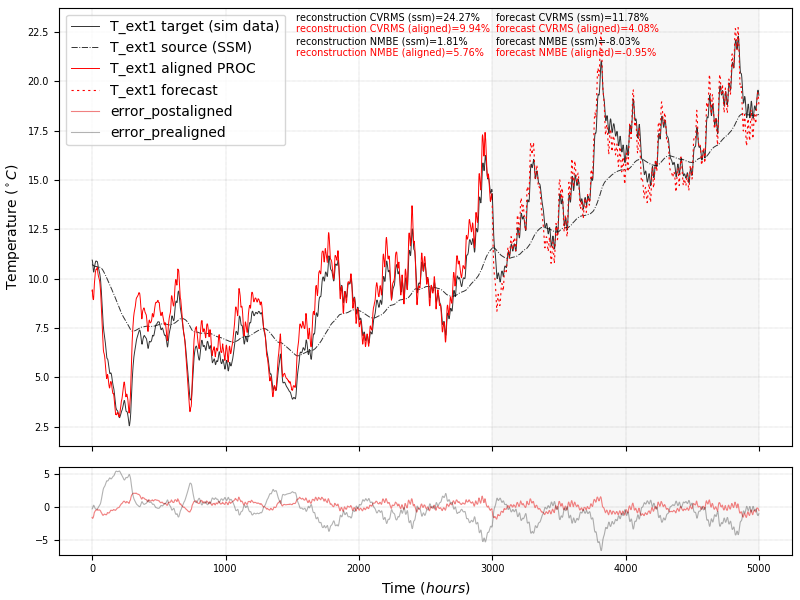 T_ext1 target (sim data)
T_ext1 source (SSM)
T_ext1 aligned PROC
T_ext1 forecast
error_postaligned
error_prealigned
reconstruction CVRMS (ssm)=24.27%
reconstruction CVRMS (aligned)=9.94%
reconstruction NMBE (ssm)=1.81%
reconstruction NMBE (aligned)=5.76%
forecast CVRMS (ssm)=11.78%
forecast CVRMS (aligned)=4.08%
forecast NMBE (ssm)=-8.03%
forecast NMBE (aligned)=-0.95%
Temperature (°C)
22.5
20.0
17.5
15.0
12.5
10.0
7.5
5.0
2.5
5
0
−5
0 1000 2000 3000 4000 5000
Time (hours)